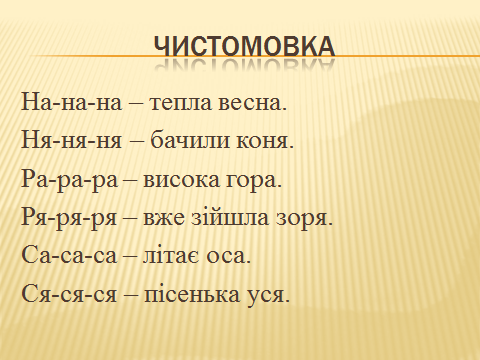 ЧИСТОМОВКА
На-на-на – тепла весна.
Ня-ня-ня – бачили коня.
Ра-ра-ра – висока гора.
Ря-ря-ря – вже зійшла зоря.
Са-са-са – літає оса.
Ся-ся-ся – пісенька уся.